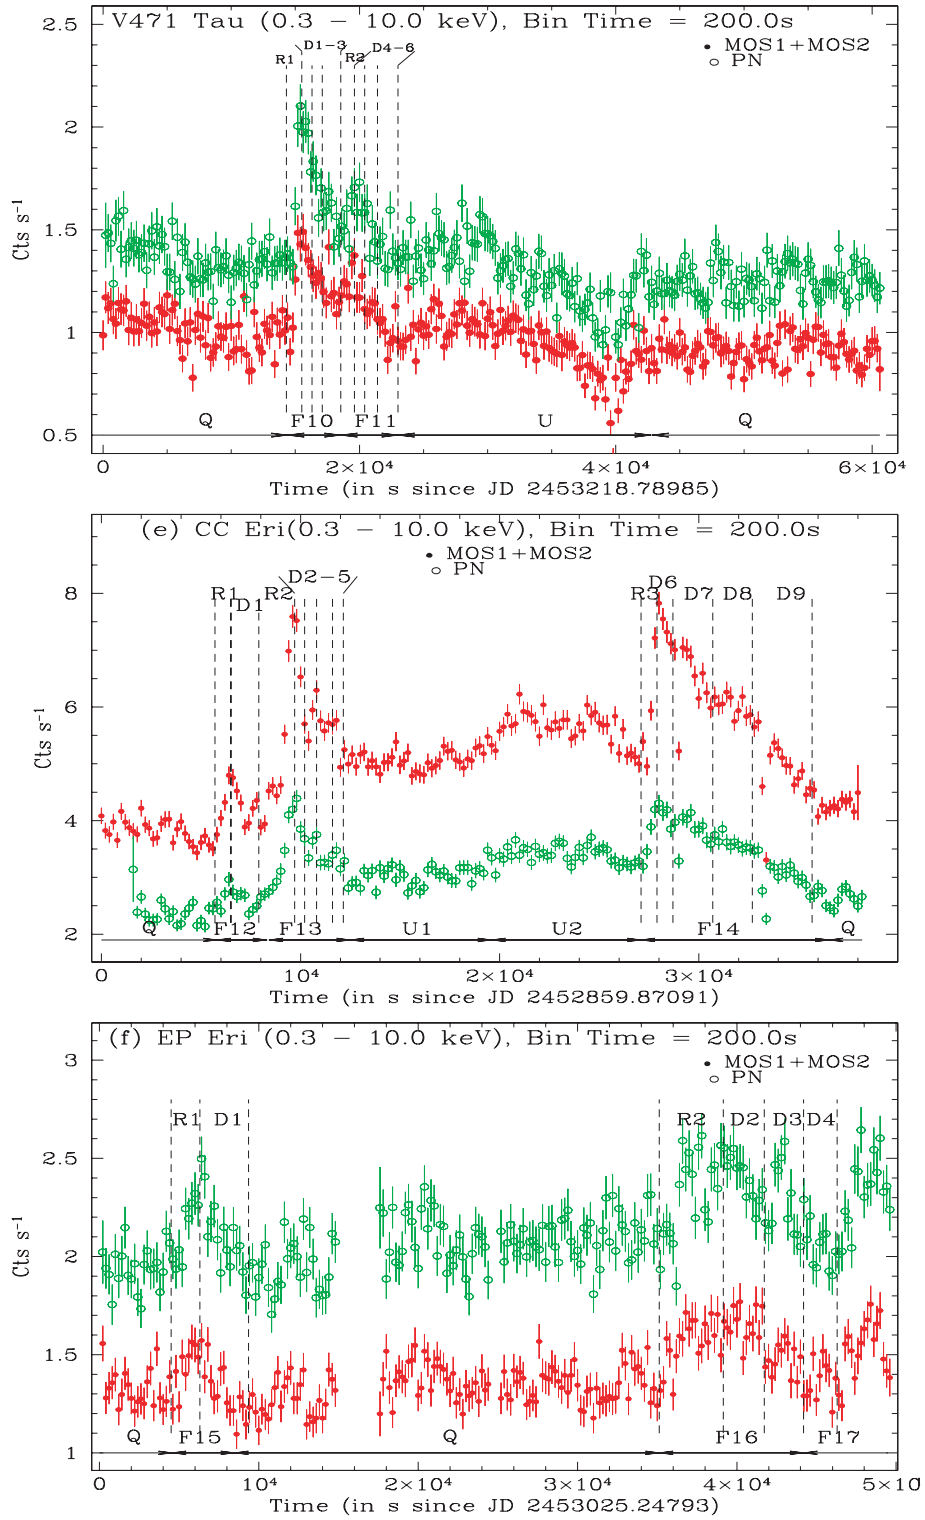 V471 Tau (0.3 − 10.0 keV), Bin Time = 200.0s
MOS1+MOS2
PN
R1 D1−3 R2 D4−6
2.5
2
1.5
1
0.5
Cts s⁻¹
Q F10 F11 U Q
0 2×10⁴ 4×10⁴ 6×10⁴
Time (in s since JD 2453218.78985)
(e) CC Eri(0.3 − 10.0 keV), Bin Time = 200.0s
MOS1+MOS2
PN
R1 D1 R2 D2−5 R3 D6 D7 D8 D9
8
6
4
2
Cts s⁻¹
Q F12 F13 U1 U2 F14 Q
0 10⁴ 2×10⁴ 3×10⁴
Time (in s since JD 2452859.87091)
(f) EP Eri (0.3 − 10.0 keV), Bin Time = 200.0s
MOS1+MOS2
PN
R1 D1 R2 D2 D3 D4
3
2.5
2
1.5
1
Cts s⁻¹
Q F15 Q F16 F17
0 10⁴ 2×10⁴ 3×10⁴ 4×10⁴ 5×10
Time (in s since JD 2453025.24793)